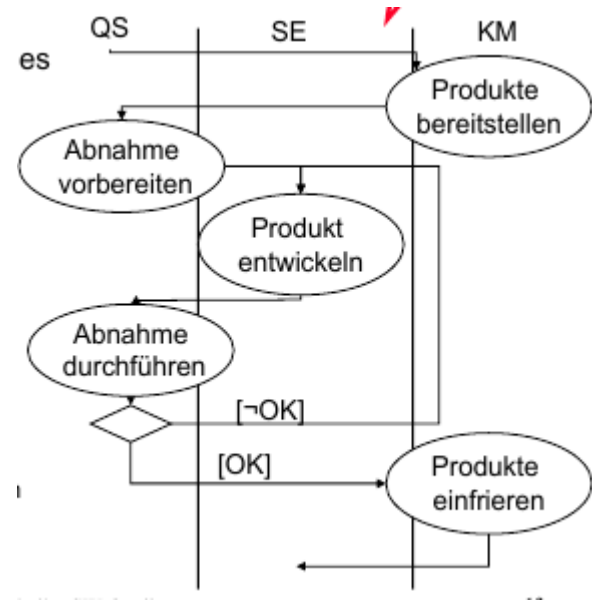 QS
SE
KM
es
Produkte
bereitstellen
Abnahme
vorbereiten
Produkt
entwickeln
Abnahme
durchführen
[¬OK]
[OK]
Produkte
einfrieren